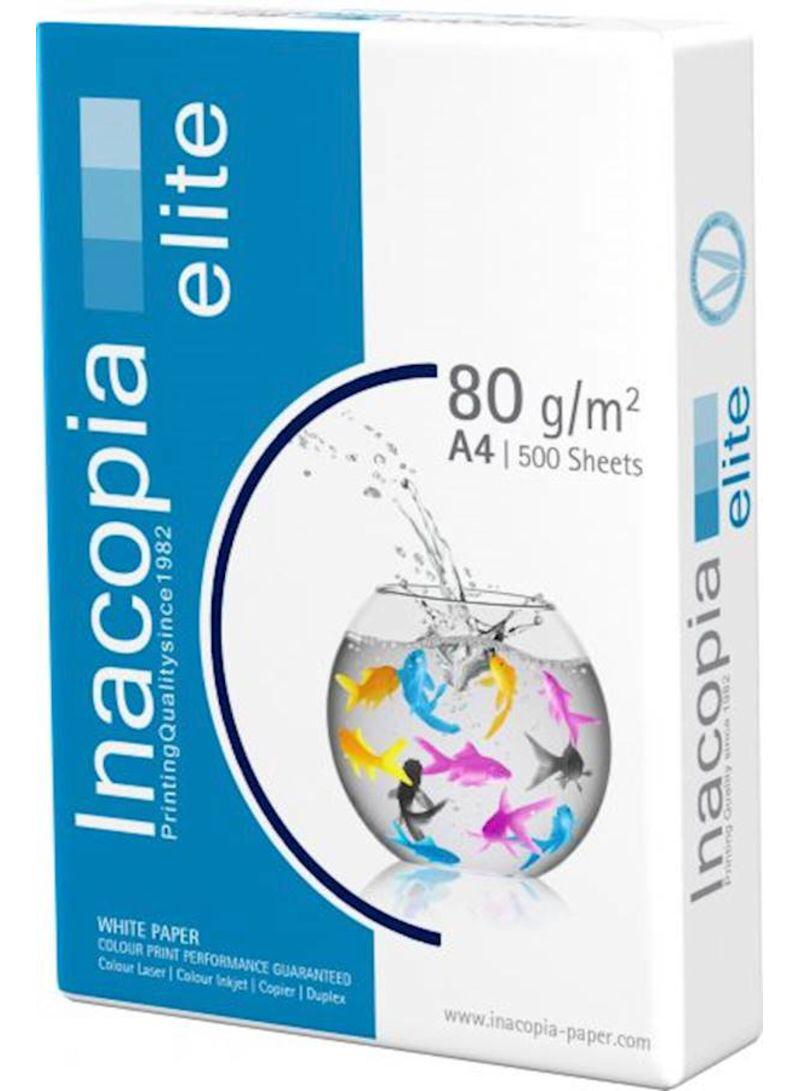 Inacopia
elite
PrintingQualitysince1982
80 g/m²
A4 | 500 Sheets
WHITE PAPER
COLOUR PRINT PERFORMANCE GUARANTEED
Colour Laser | Colour Inkjet | Copier | Duplex
www.inacopia-paper.com
Inacopia
elite
Printing Quality since 1982